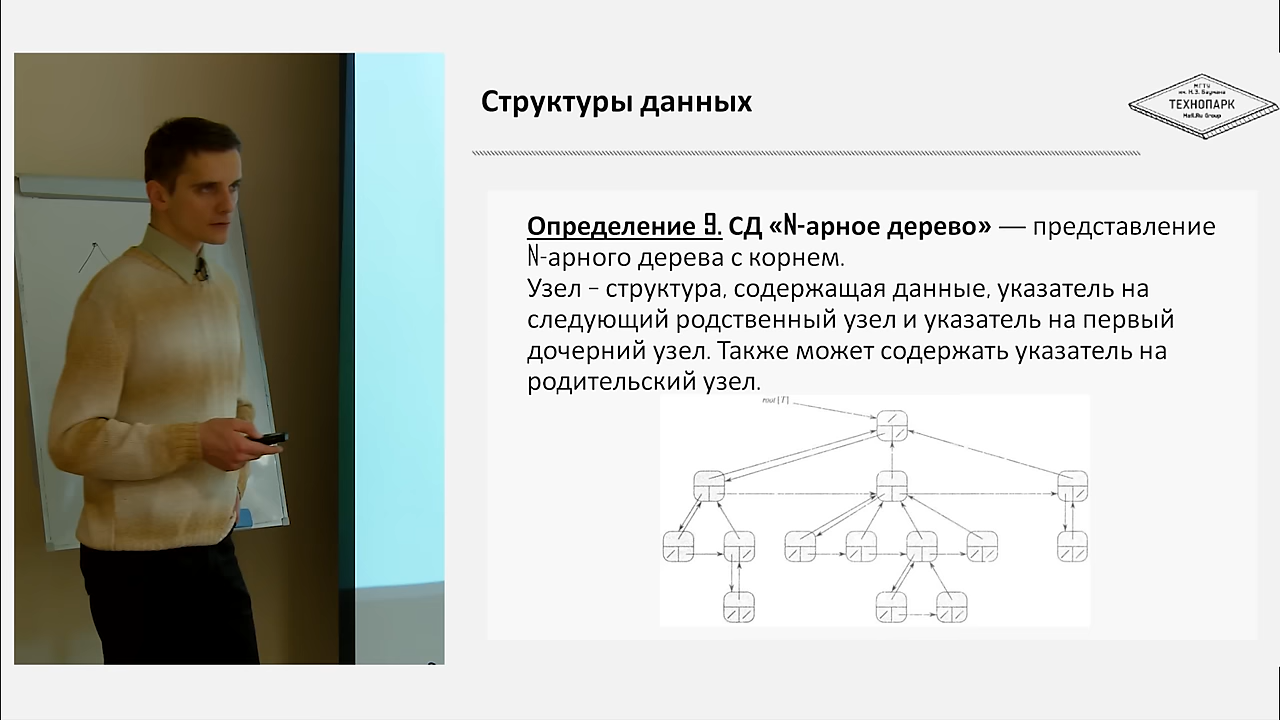 Структуры данных
МГТУ
им. Н.Э. Баумана
ТЕХНОПАРК
Mail.Ru Group
Определение 9. СД «N-арное дерево» — представление
N-арного дерева с корнем.
Узел – структура, содержащая данные, указатель на
следующий родственный узел и указатель на первый
дочерний узел. Также может содержать указатель на
родительский узел.
root[T]